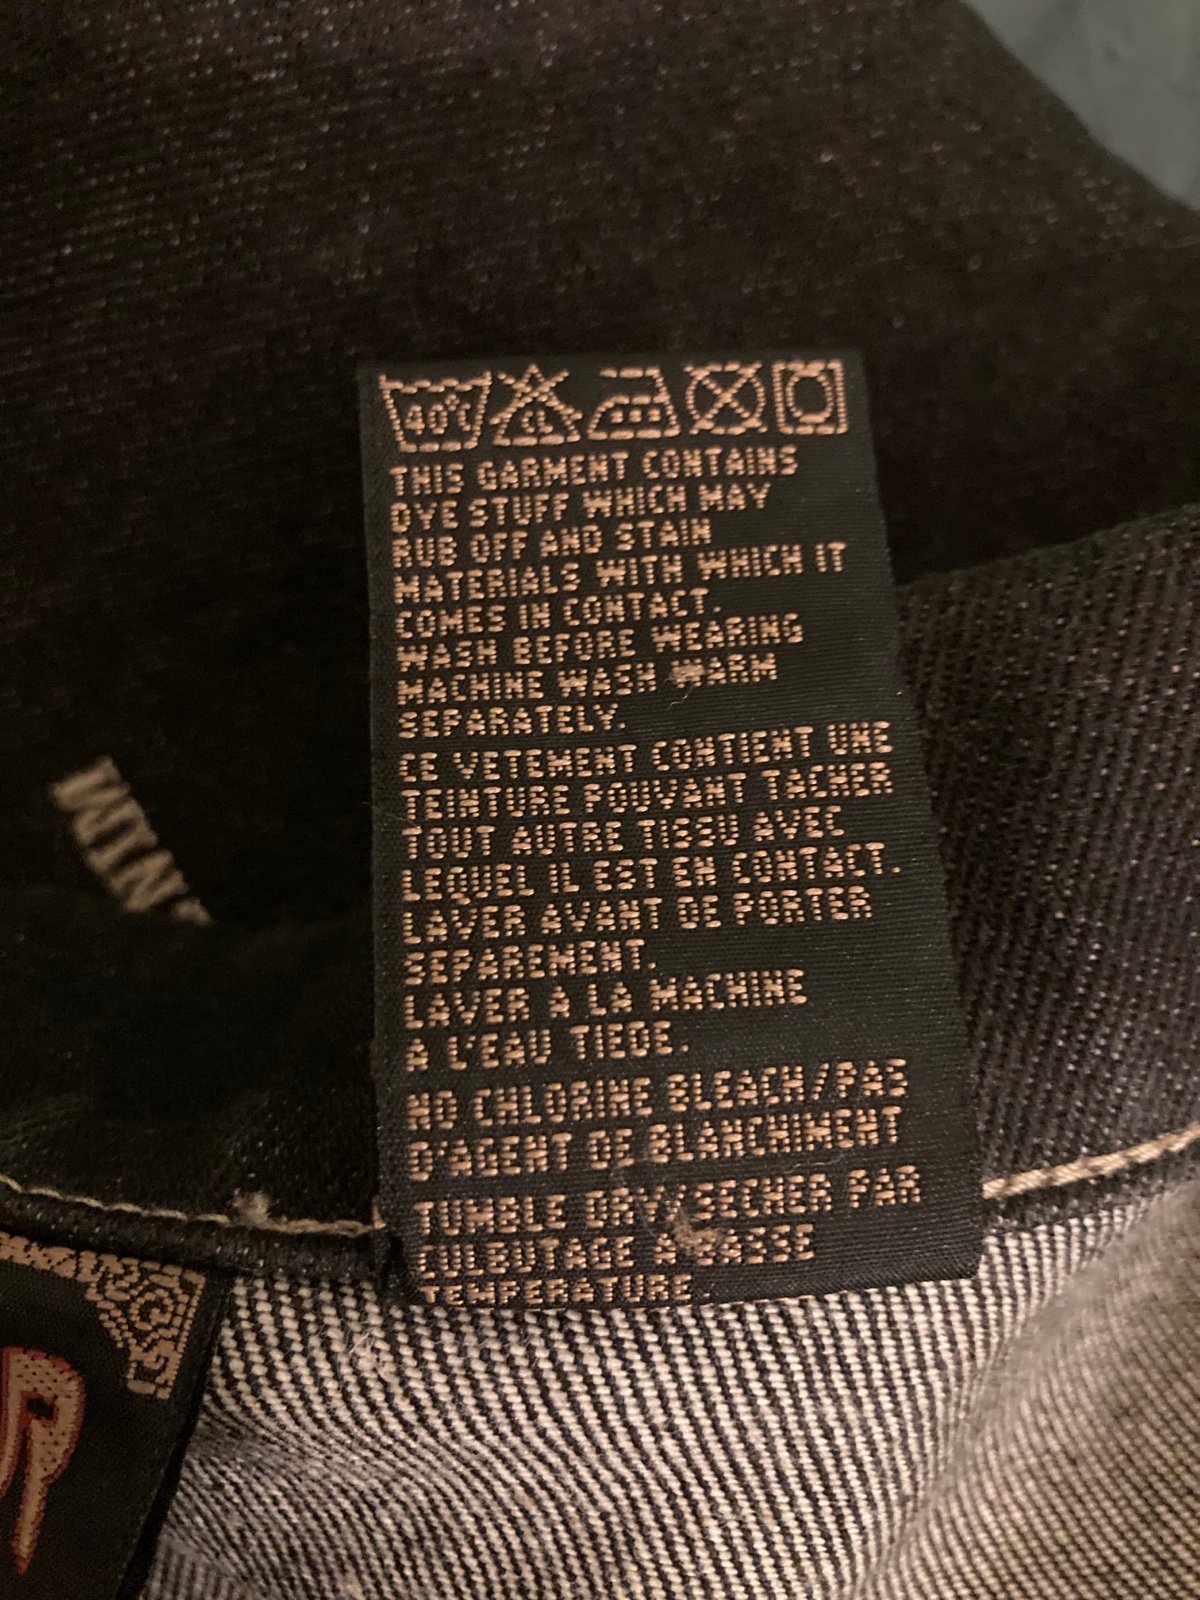 40°C CL
THIS GARMENT CONTAINS
DYE STUFF WHICH MAY
RUB OFF AND STAIN
MATERIALS WITH WHICH IT
COMES IN CONTACT.
WASH BEFORE WEARING
MACHINE WASH WARM
SEPARATELY.
CE VETEMENT CONTIENT UNE
TEINTURE POUVANT TACHER
TOUT AUTRE TISSU AVEC
LEQUEL IL EST EN CONTACT.
LAVER AVANT DE PORTER
SEPAREMENT.
LAVER A LA MACHINE
A L'EAU TIEDE.
NO CHLORINE BLEACH/PAS
D'AGENT DE BLANCHIMENT
TUMBLE DRY/SECHER PAR
CULBUTAGE A BASSE
TEMPERATURE.